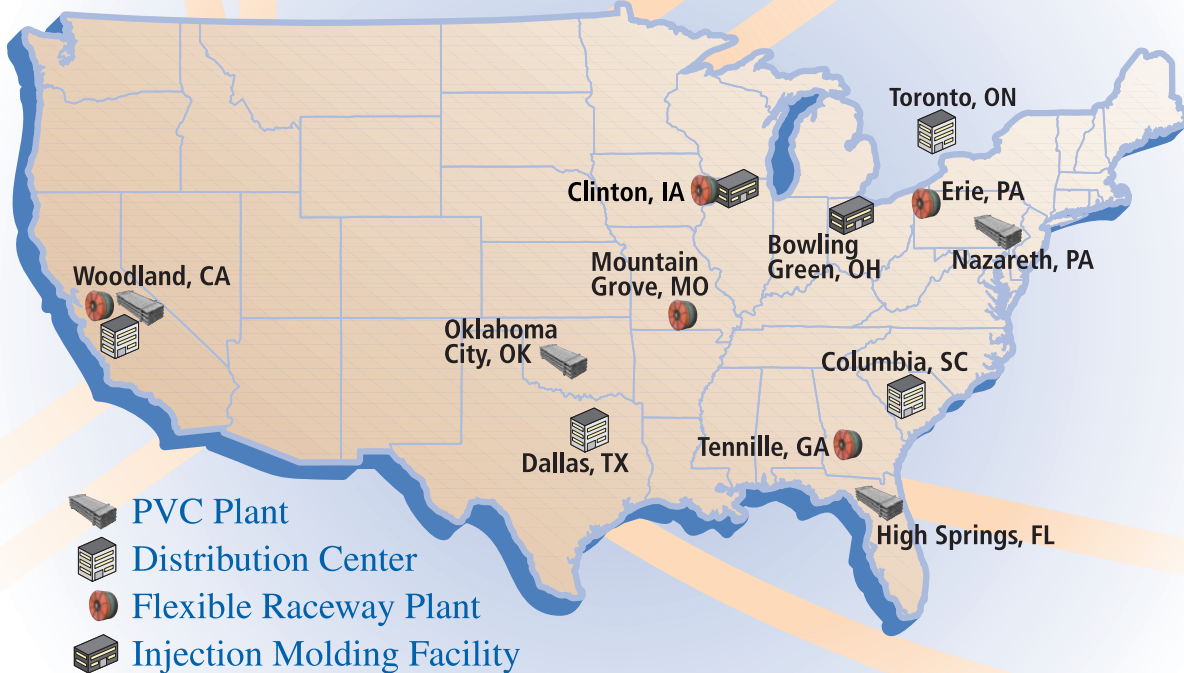 Toronto, ON
Clinton, IA
Erie, PA
Bowling
Green, OH
Nazareth, PA
Woodland, CA
Mountain
Grove, MO
Oklahoma
City, OK
Columbia, SC
Tennille, GA
Dallas, TX
High Springs, FL
PVC Plant
Distribution Center
Flexible Raceway Plant
Injection Molding Facility